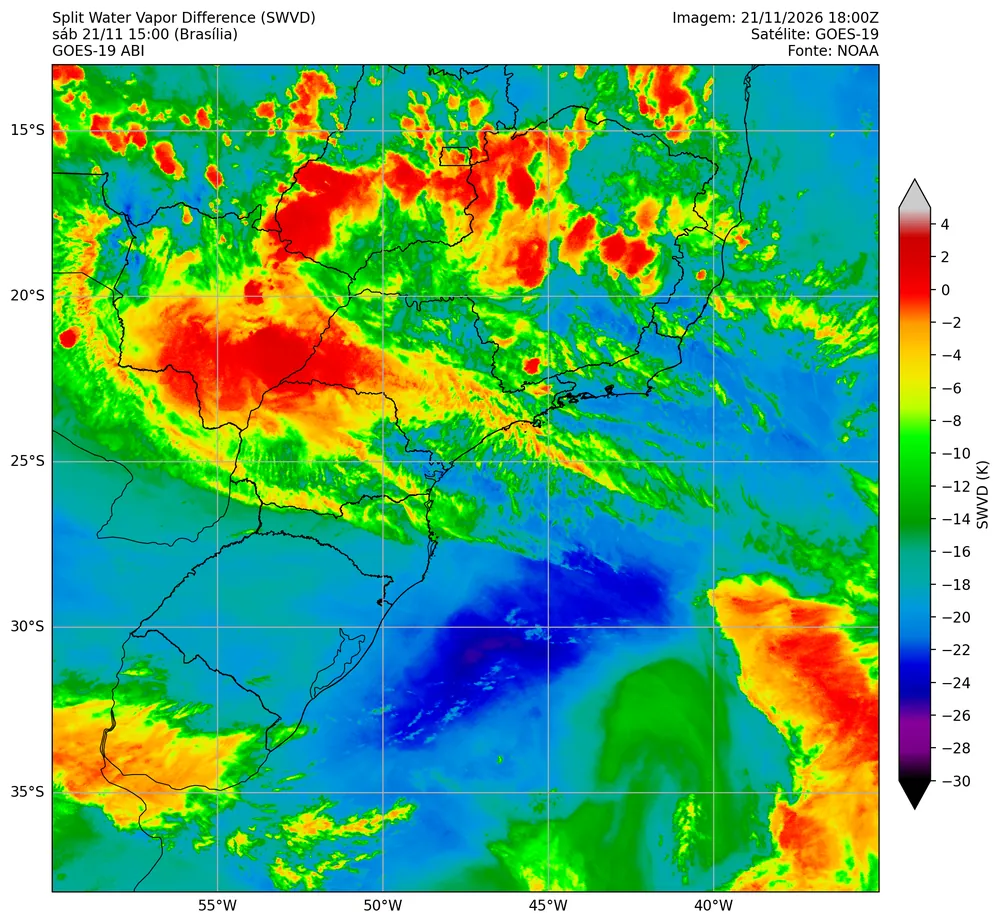 Split Water Vapor Difference (SWVD)
sáb 21/11 15:00 (Brasília)
GOES-19 ABI
Imagem: 21/11/2026 18:00Z
Satélite: GOES-19
Fonte: NOAA
15°S
20°S
25°S
30°S
35°S
55°W
50°W
45°W
40°W
4
2
0
−2
−4
−6
−8
−10
−12
−14
−16
−18
−20
−22
−24
−26
−28
−30
SWVD (K)